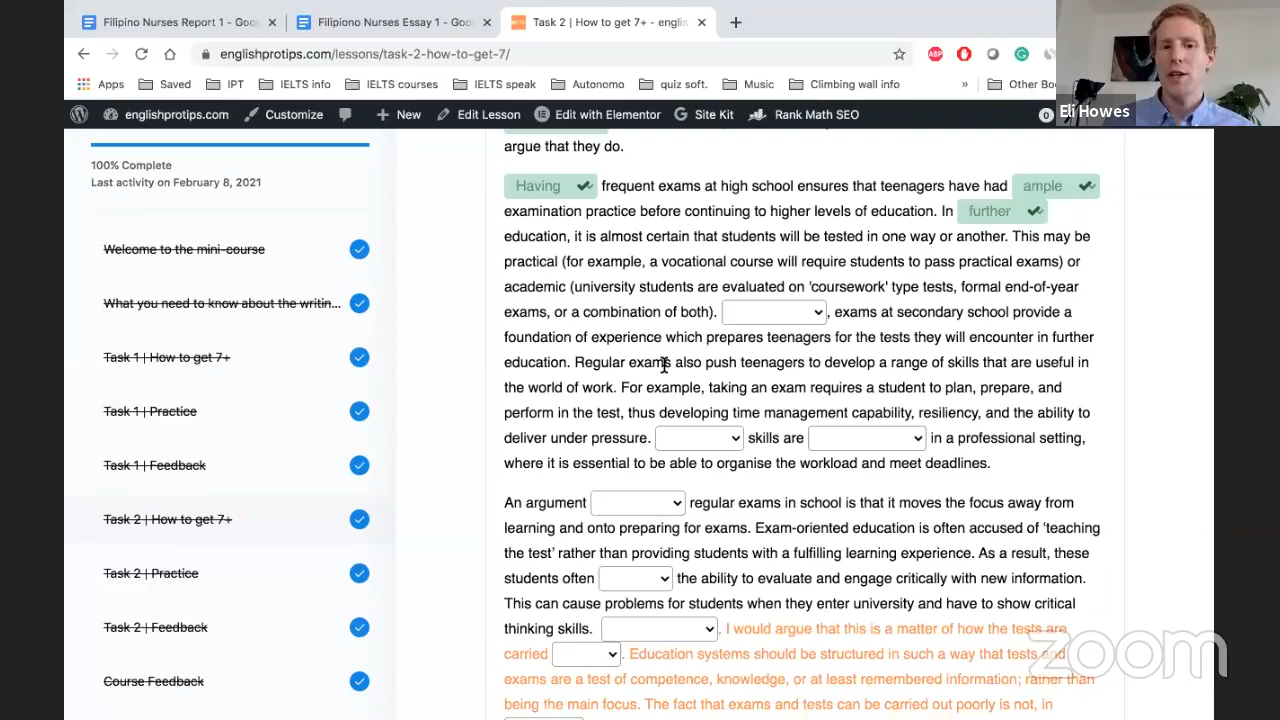 Filipino Nurses Report 1 - Goo
Filipiono Nurses Essay 1 - Goo
Task 2 | How to get 7+ - englis
englishprotips.com/lessons/task-2-how-to-get-7/
ABP
Apps
Saved
IPT
IELTS info
IELTS courses
IELTS speak
Autonomo
quiz soft.
Music
Climbing wall info
»
Other Boo
englishprotips.com
Customize
New
Edit Lesson
Edit with Elementor
Site Kit
Rank Math SEO
0
Eli Howes
100% Complete
Last activity on February 8, 2021
Welcome to the mini-course
What you need to know about the writin...
Task 1 | How to get 7+
Task 1 | Practice
Task 1 | Feedback
Task 2 | How to get 7+
Task 2 | Practice
Task 2 | Feedback
Course Feedback
argue that they do.
Having frequent exams at high school ensures that teenagers have had ample
examination practice before continuing to higher levels of education. In further
education, it is almost certain that students will be tested in one way or another. This may be
practical (for example, a vocational course will require students to pass practical exams) or
academic (university students are evaluated on 'coursework' type tests, formal end-of-year
exams, or a combination of both). , exams at secondary school provide a
foundation of experience which prepares teenagers for the tests they will encounter in further
education. Regular exams also push teenagers to develop a range of skills that are useful in
the world of work. For example, taking an exam requires a student to plan, prepare, and
perform in the test, thus developing time management capability, resiliency, and the ability to
deliver under pressure. skills are in a professional setting,
where it is essential to be able to organise the workload and meet deadlines.
An argument regular exams in school is that it moves the focus away from
learning and onto preparing for exams. Exam-oriented education is often accused of 'teaching
the test' rather than providing students with a fulfilling learning experience. As a result, these
students often the ability to evaluate and engage critically with new information.
This can cause problems for students when they enter university and have to show critical
thinking skills. , I would argue that this is a matter of how the tests are
carried . Education systems should be structured in such a way that tests and
exams are a test of competence, knowledge, or at least remembered information; rather than
being the main focus. The fact that exams and tests can be carried out poorly is not, in
zoom